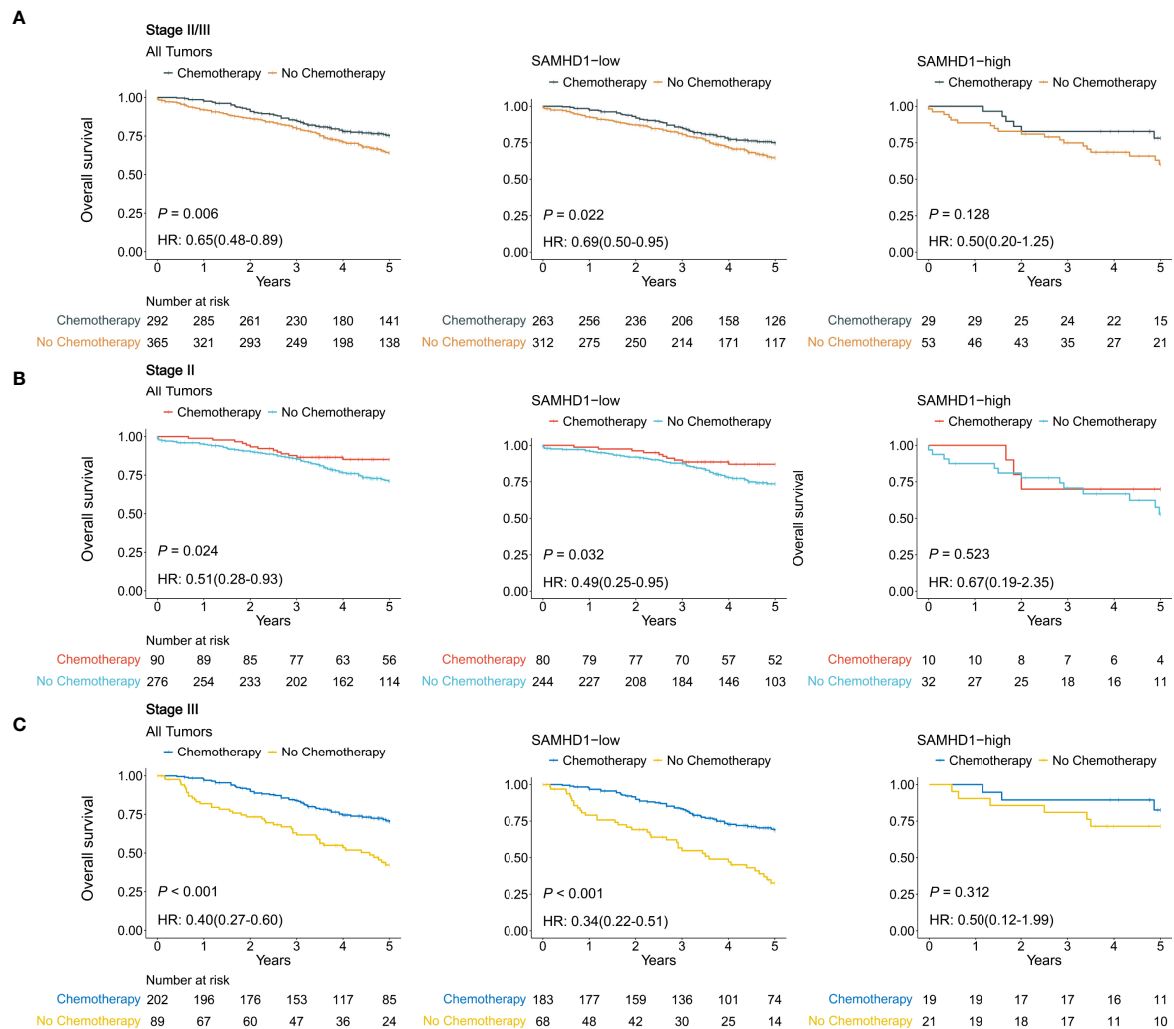 A
Stage II/III
All Tumors
Chemotherapy No Chemotherapy
SAMHD1−low
Chemotherapy No Chemotherapy
SAMHD1−high
Chemotherapy No Chemotherapy
Overall survival
1.00
0.75
0.50
0.25
0.00
P = 0.006
HR: 0.65(0.48-0.89)
0 1 2 3 4 5
Years
1.00
0.75
0.50
0.25
0.00
P = 0.022
HR: 0.69(0.50-0.95)
0 1 2 3 4 5
Years
1.00
0.75
0.50
0.25
0.00
P = 0.128
HR: 0.50(0.20-1.25)
0 1 2 3 4 5
Years
Number at risk
Chemotherapy 292 285 261 230 180 141
No Chemotherapy 365 321 293 249 198 138
Chemotherapy 263 256 236 206 158 126
No Chemotherapy 312 275 250 214 171 117
Chemotherapy 29 29 25 24 22 15
No Chemotherapy 53 46 43 35 27 21
B
Stage II
All Tumors
Chemotherapy No Chemotherapy
SAMHD1−low
Chemotherapy No Chemotherapy
SAMHD1−high
Chemotherapy No Chemotherapy
Overall survival
1.00
0.75
0.50
0.25
0.00
P = 0.024
HR: 0.51(0.28-0.93)
0 1 2 3 4 5
Years
1.00
0.75
0.50
0.25
0.00
P = 0.032
HR: 0.49(0.25-0.95)
0 1 2 3 4 5
Years
Overall survival
1.00
0.75
0.50
0.25
0.00
P = 0.523
HR: 0.67(0.19-2.35)
0 1 2 3 4 5
Years
Number at risk
Chemotherapy 90 89 85 77 63 56
No Chemotherapy 276 254 233 202 162 114
Chemotherapy 80 79 77 70 57 52
No Chemotherapy 244 227 208 184 146 103
Chemotherapy 10 10 8 7 6 4
No Chemotherapy 32 27 25 18 16 11
C
Stage III
All Tumors
Chemotherapy No Chemotherapy
SAMHD1−low
Chemotherapy No Chemotherapy
SAMHD1−high
Chemotherapy No Chemotherapy
Overall survival
1.00
0.75
0.50
0.25
0.00
P < 0.001
HR: 0.40(0.27-0.60)
0 1 2 3 4 5
Years
1.00
0.75
0.50
0.25
0.00
P < 0.001
HR: 0.34(0.22-0.51)
0 1 2 3 4 5
Years
1.00
0.75
0.50
0.25
0.00
P = 0.312
HR: 0.50(0.12-1.99)
0 1 2 3 4 5
Years
Number at risk
Chemotherapy 202 196 176 153 117 85
No Chemotherapy 89 67 60 47 36 24
Chemotherapy 183 177 159 136 101 74
No Chemotherapy 68 48 42 30 25 14
Chemotherapy 19 19 17 17 16 11
No Chemotherapy 21 19 18 17 11 10